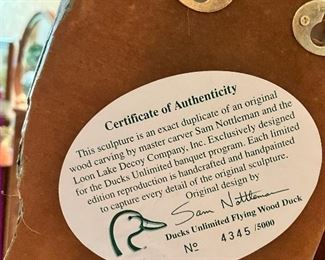 Certificate of Authenticity
This sculpture is an exact duplicate of an original
wood carving by master carver Sam Nottleman and the
Loon Lake Decoy Company, Inc. Exclusively designed
for the Ducks Unlimited banquet program. Each limited
edition reproduction is handcrafted and handpainted
to capture every detail of the original sculpture.
Original design by
Sam Nottleman
Ducks Unlimited Flying Wood Duck
No 4345 /5000